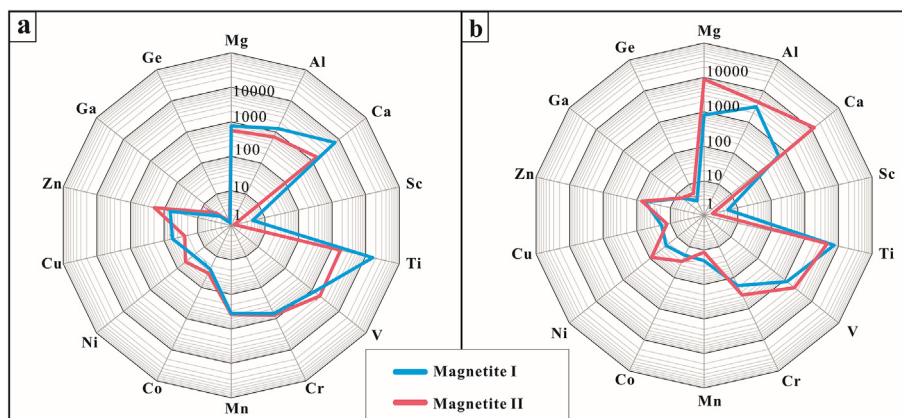 a
Mg
Al
Ca
Sc
Ti
V
Cr
Mn
Co
Ni
Cu
Zn
Ga
Ge
10000
1000
100
10
1
b
Mg
Al
Ca
Sc
Ti
V
Cr
Mn
Co
Ni
Cu
Zn
Ga
Ge
10000
1000
100
10
1
Magnetite I
Magnetite II